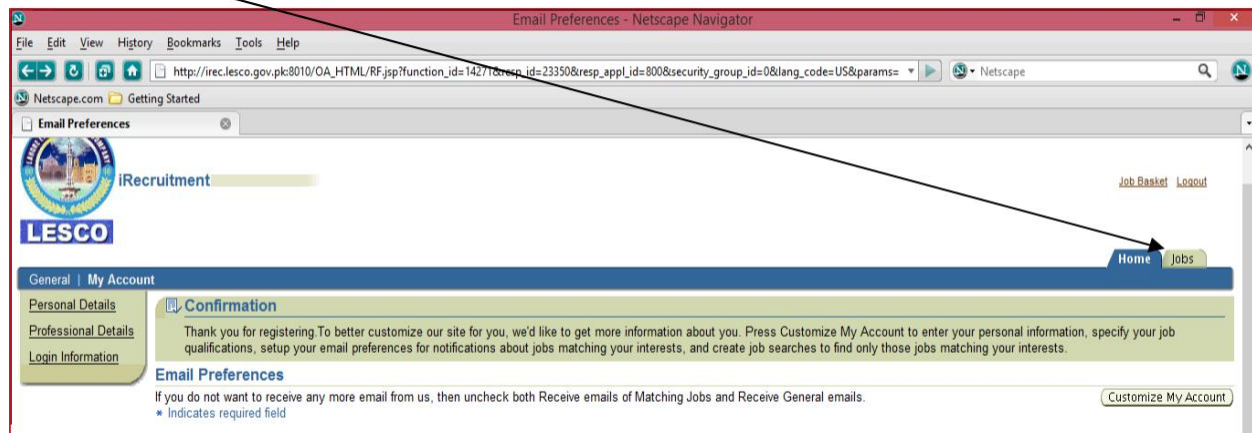 Email Preferences - Netscape Navigator
File Edit View History Bookmarks Tools Help
http://irec.lesco.gov.pk:8010/OA_HTML/RF.jsp?function_id=14271&resp_id=23350&resp_appl_id=800&security_group_id=0&lang_code=US&params= Netscape
Netscape.com Getting Started
Email Preferences
iRecruitment
Job Basket Logout
LESCO
Home Jobs
General | My Account
Personal Details
Professional Details
Login Information
Confirmation
Thank you for registering.To better customize our site for you, we'd like to get more information about you. Press Customize My Account to enter your personal information, specify your job
qualifications, setup your email preferences for notifications about jobs matching your interests, and create job searches to find only those jobs matching your interests.
Email Preferences
If you do not want to receive any more email from us, then uncheck both Receive emails of Matching Jobs and Receive General emails.
Customize My Account
* Indicates required field